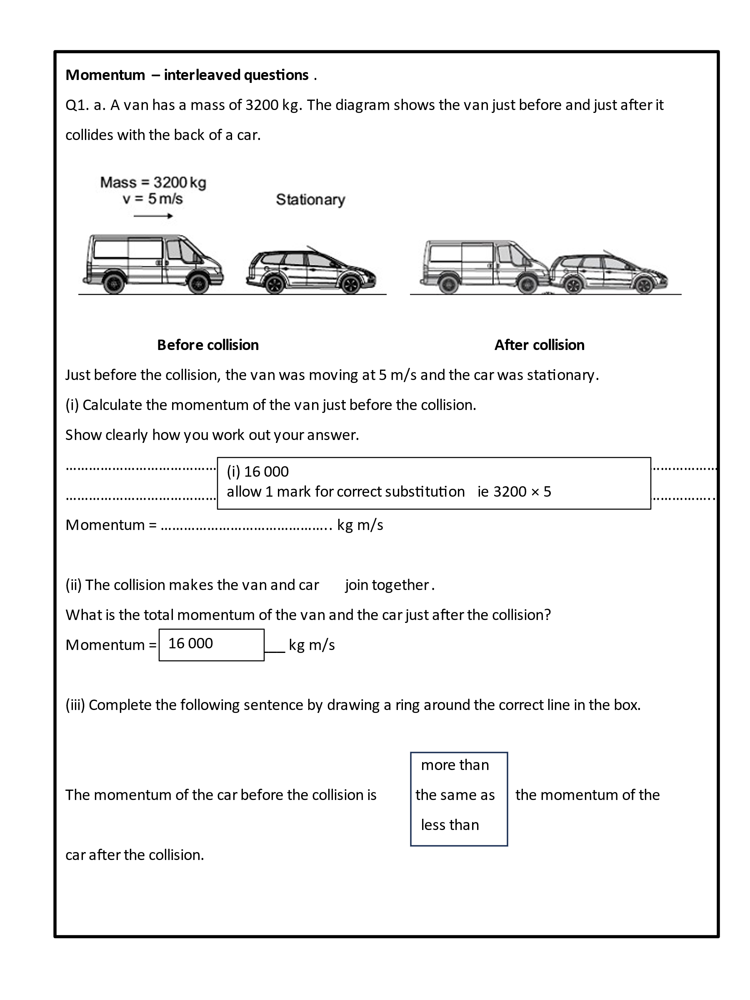 Momentum – interleaved questions .
Q1. a. A van has a mass of 3200 kg. The diagram shows the van just before and just after it
collides with the back of a car.
Mass = 3200 kg
v = 5 m/s
Stationary
Before collision
After collision
Just before the collision, the van was moving at 5 m/s and the car was stationary.
(i) Calculate the momentum of the van just before the collision.
Show clearly how you work out your answer.
(i) 16 000
allow 1 mark for correct substitution ie 3200 × 5
Momentum = …………………………………….. kg m/s
(ii) The collision makes the van and car join together.
What is the total momentum of the van and the car just after the collision?
Momentum = 16 000 ___ kg m/s
(iii) Complete the following sentence by drawing a ring around the correct line in the box.
more than
The momentum of the car before the collision is the same as the momentum of the
less than
car after the collision.